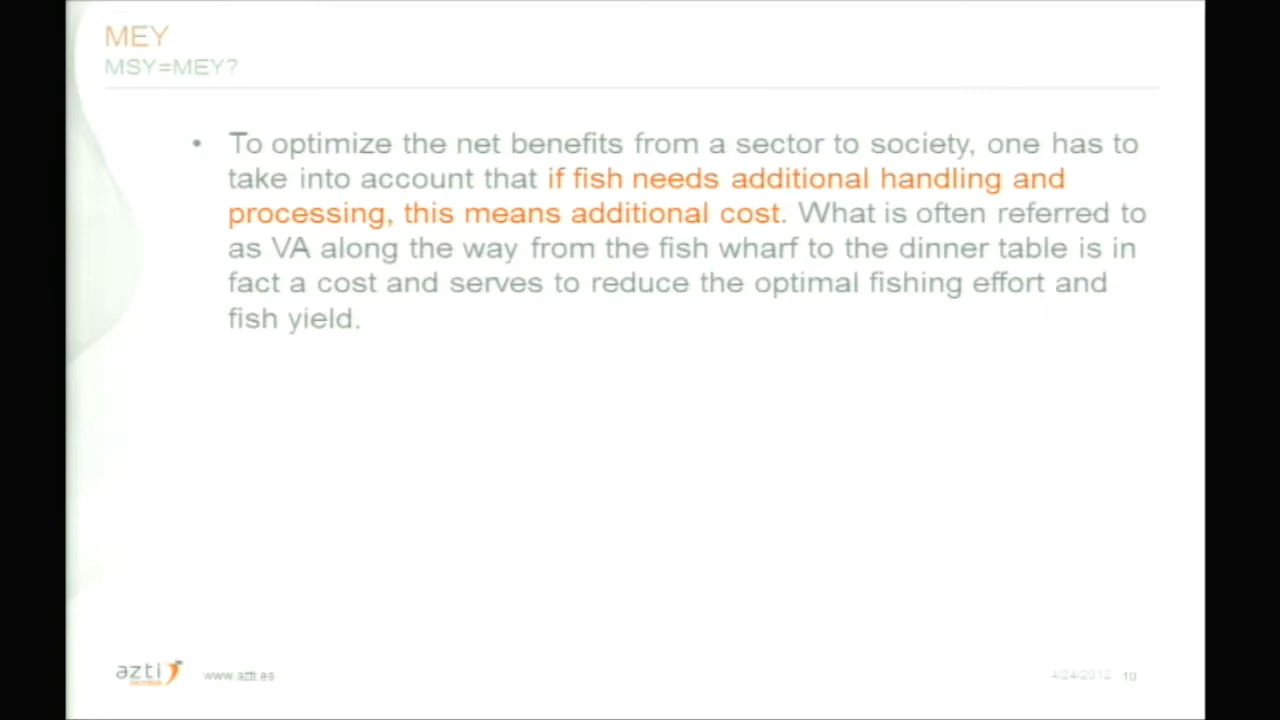 MEY
MSY=MEY?
• To optimize the net benefits from a sector to society, one has to
take into account that if fish needs additional handling and
processing, this means additional cost. What is often referred to
as VA along the way from the fish wharf to the dinner table is in
fact a cost and serves to reduce the optimal fishing effort and
fish yield.
azti
www.azti.es
4/24/2012 10